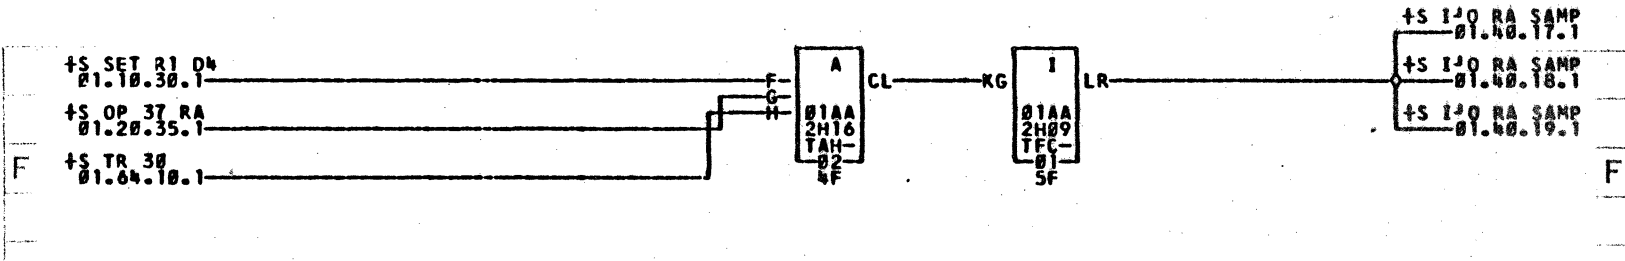 +S SET R1 D4
01.10.30.1
F
+S OP 37 RA
01.20.35.1
G
+S TR 30
01.64.10.1
H
A
01AA
2H16
TAH-
02
4F
CL
KG
I
01AA
2H09
TFC-
01
5F
LR
+S I-O RA SAMP
01.40.17.1
+S I-O RA SAMP
01.40.18.1
+S I-O RA SAMP
01.40.19.1
F
F